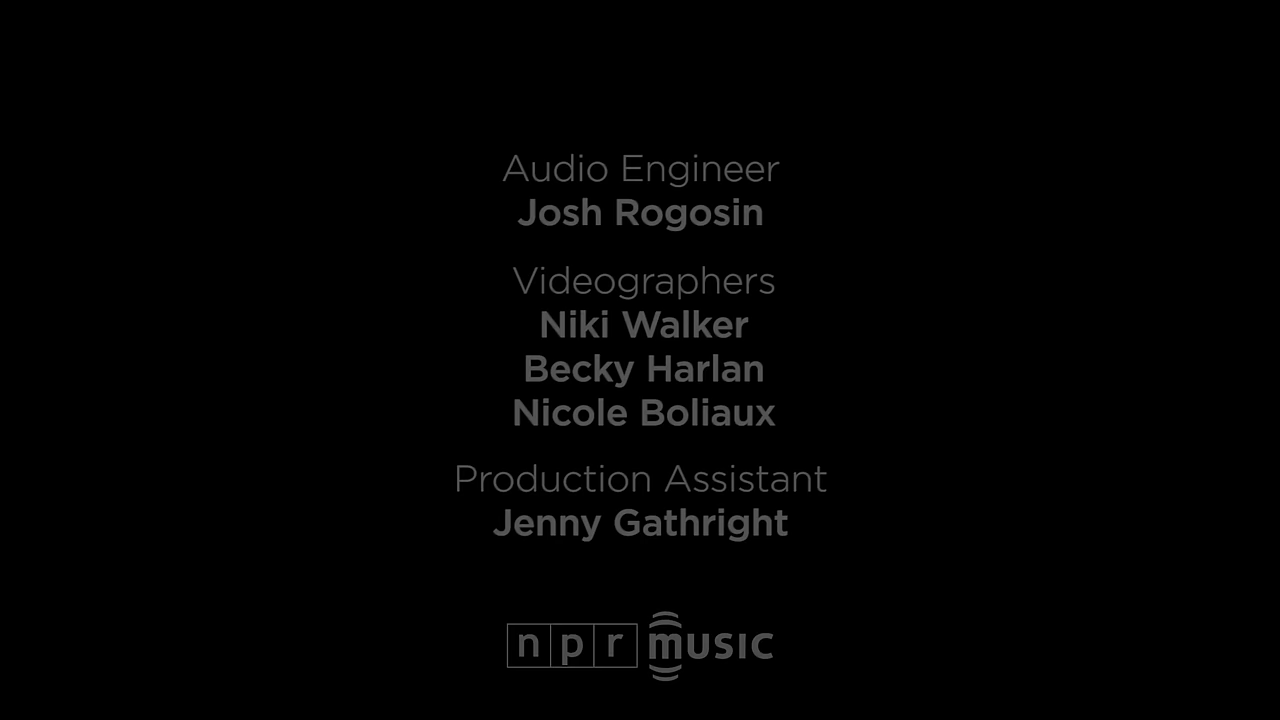 Audio Engineer
Josh Rogosin
Videographers
Niki Walker
Becky Harlan
Nicole Boliaux
Production Assistant
Jenny Gathright
npr music